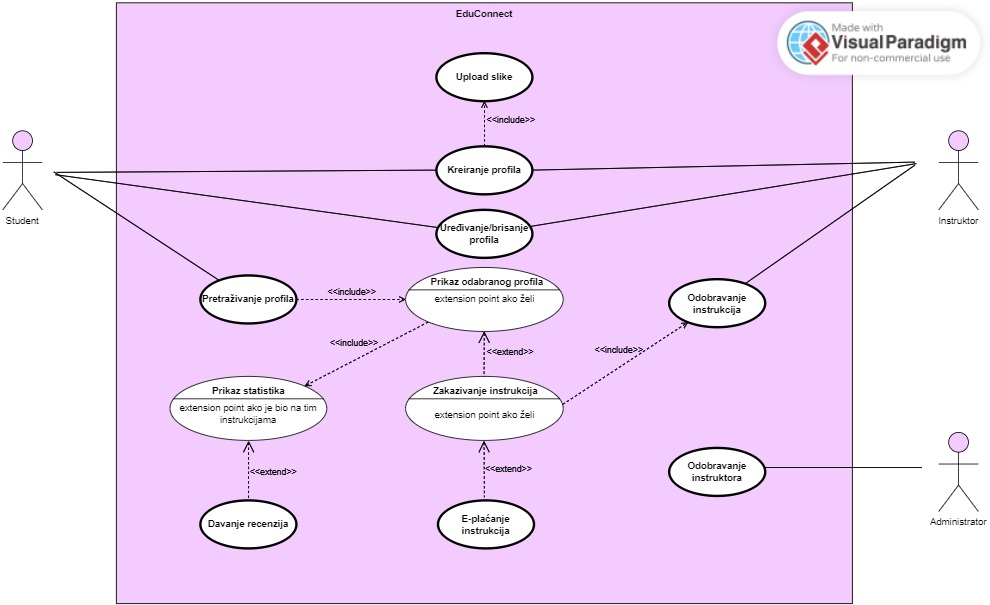 EduConnect
Made with
VisualParadigm
For non-commercial use
Upload slike
<<include>>
Kreiranje profila
Student
Instruktor
Uređivanje/brisanje
profila
Pretraživanje profila
<<include>>
Prikaz odabranog profila
extension point ako želi
Odobravanje
instrukcija
<<include>>
<<extend>>
<<include>>
Prikaz statistika
extension point ako je bio na tim
instrukcijama
Zakazivanje instrukcija
extension point ako želi
<<extend>>
<<extend>>
Odobravanje
instruktora
Administrator
Davanje recenzija
E-plaćanje
instrukcija